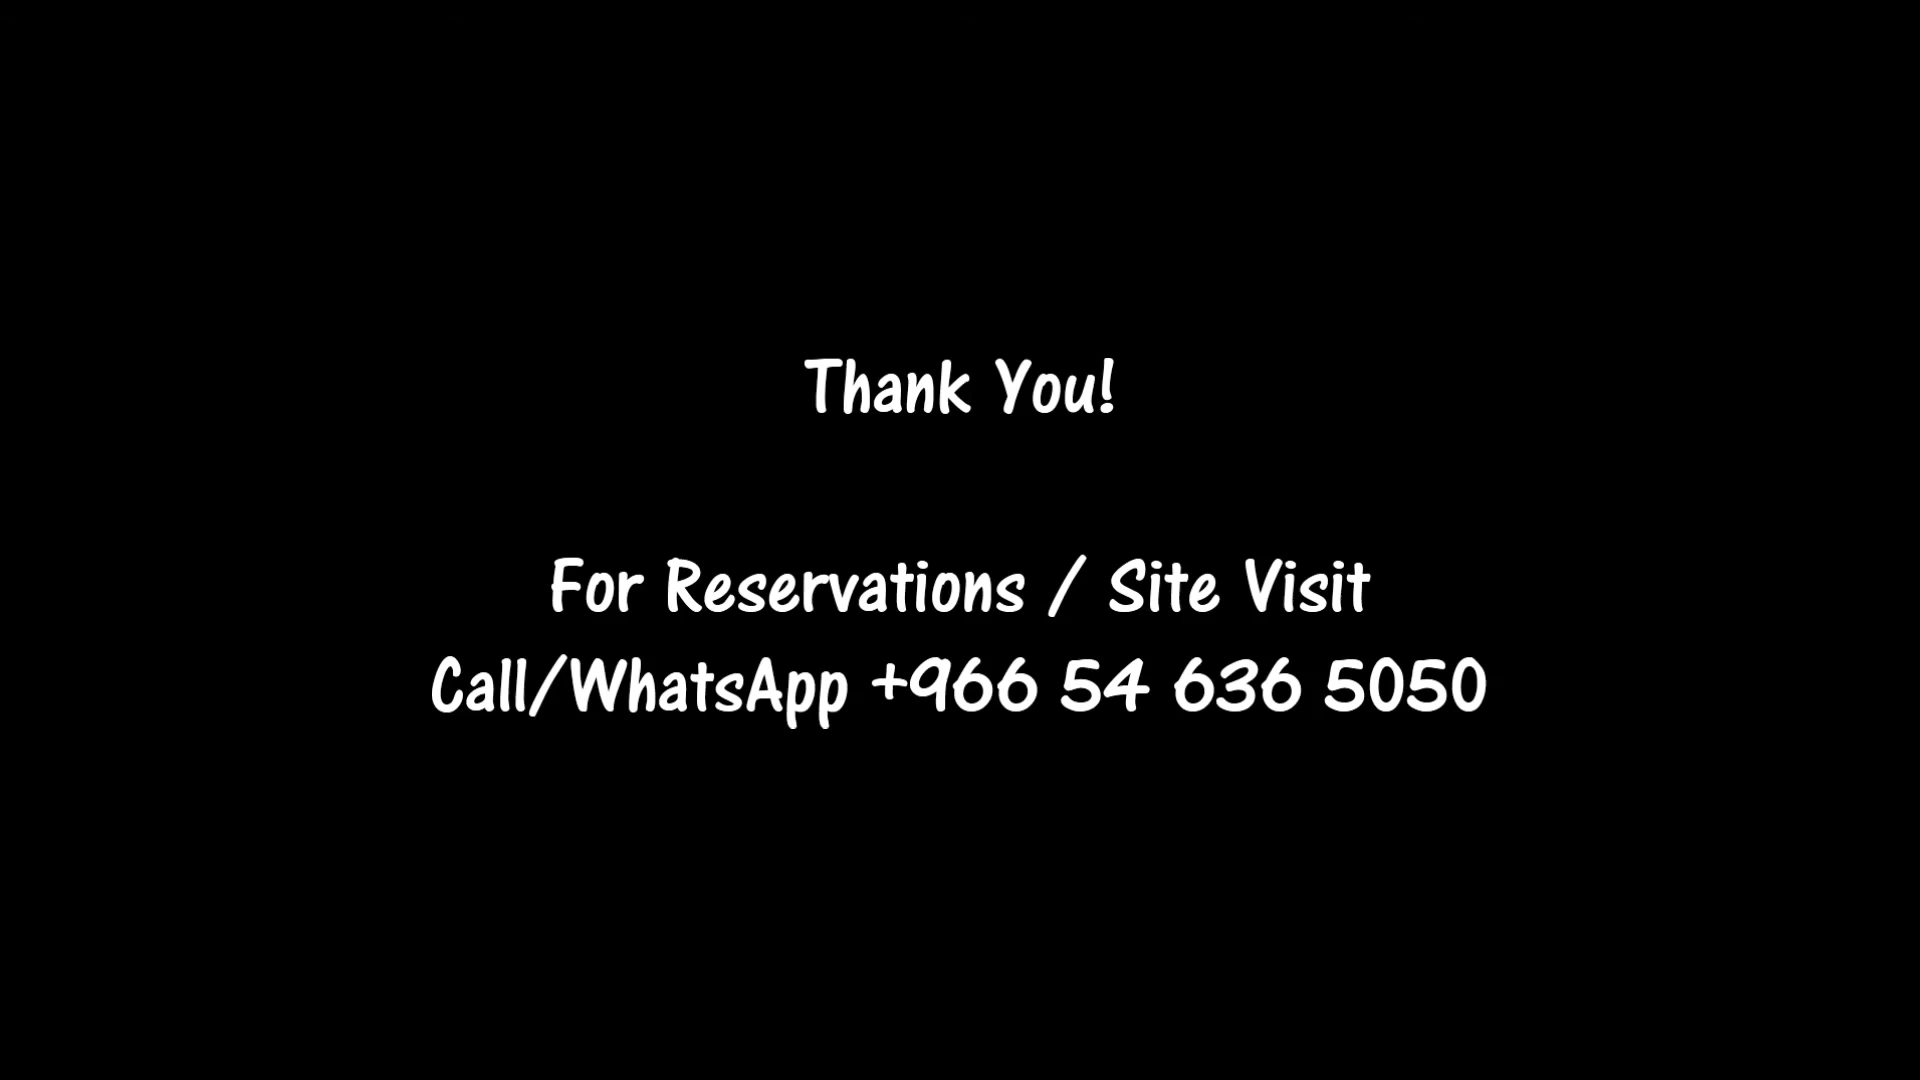 Thank You!
For Reservations / Site Visit
Call/WhatsApp +966 54 636 5050